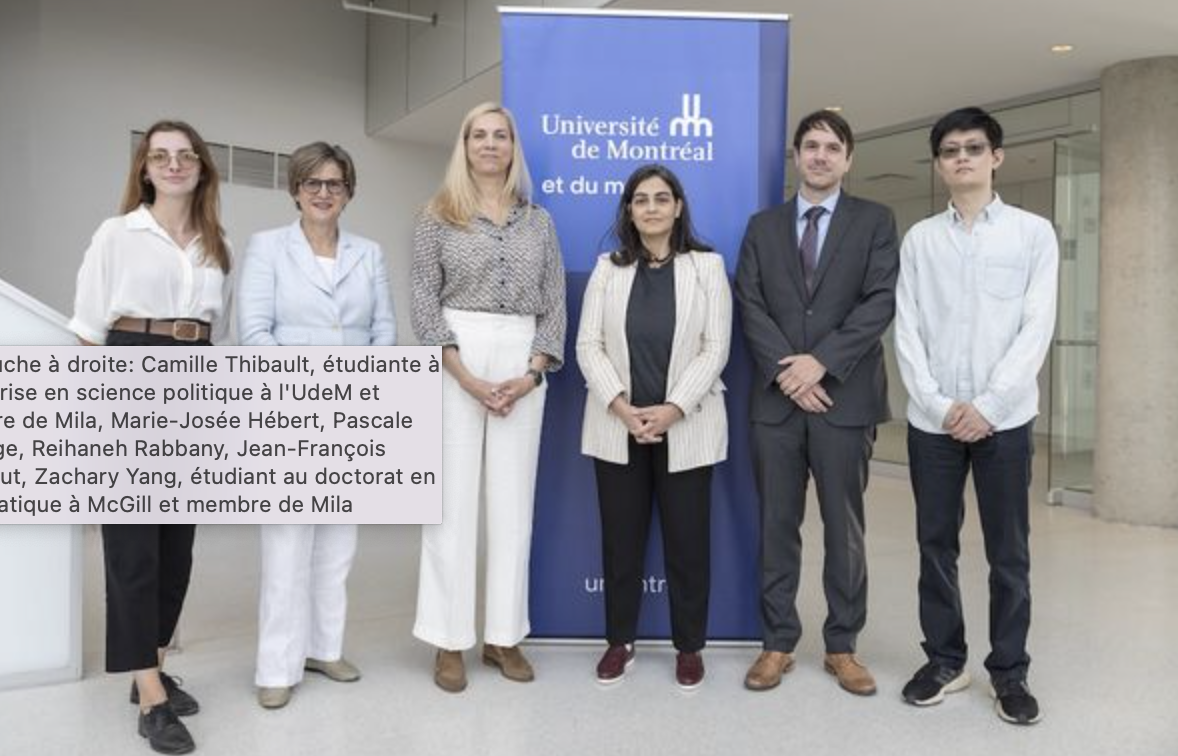 Université
de Montréal
et du m
uche à droite: Camille Thibault, étudiante à
rise en science politique à l'UdeM et
re de Mila, Marie-Josée Hébert, Pascale
ge, Reihaneh Rabbany, Jean-François
ut, Zachary Yang, étudiant au doctorat en
atique à McGill et membre de Mila